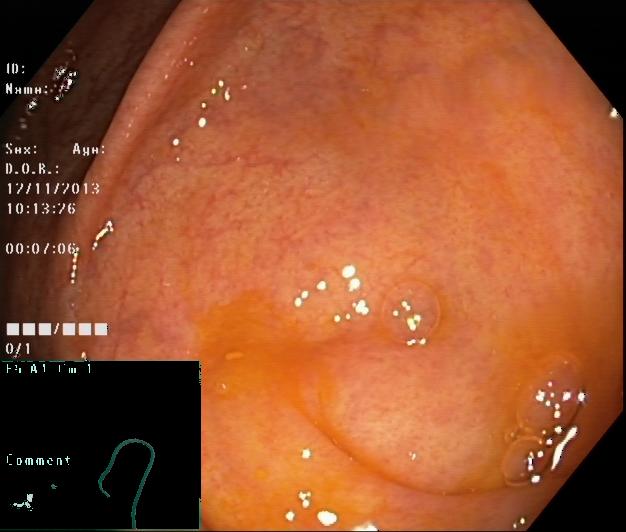 ID:
Name:
Sex: Age:
D.O.B.:
12/11/2013
10:13:26
00:07:06
■■■/■■■
0/1
Comment